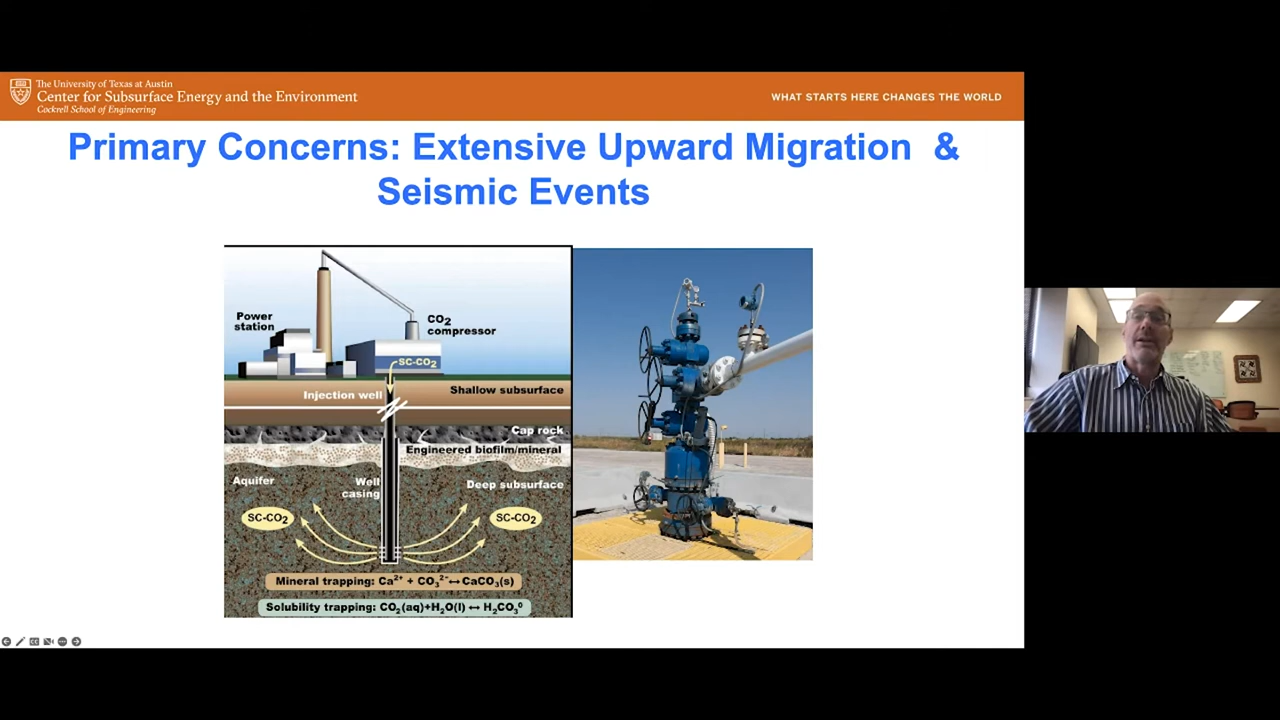 The University of Texas at Austin
Center for Subsurface Energy and the Environment
Cockrell School of Engineering
WHAT STARTS HERE CHANGES THE WORLD
Primary Concerns: Extensive Upward Migration &
Seismic Events
Power
station
CO2
compressor
SC-CO2
Injection well
Shallow subsurface
Cap rock
Engineered biofilm/mineral
Aquifer
Well
casing
Deep subsurface
SC-CO2
SC-CO2
Mineral trapping: Ca2+ + CO32- ↔ CaCO3(s)
Solubility trapping: CO2(aq)+H2O(l) ↔ H2CO30